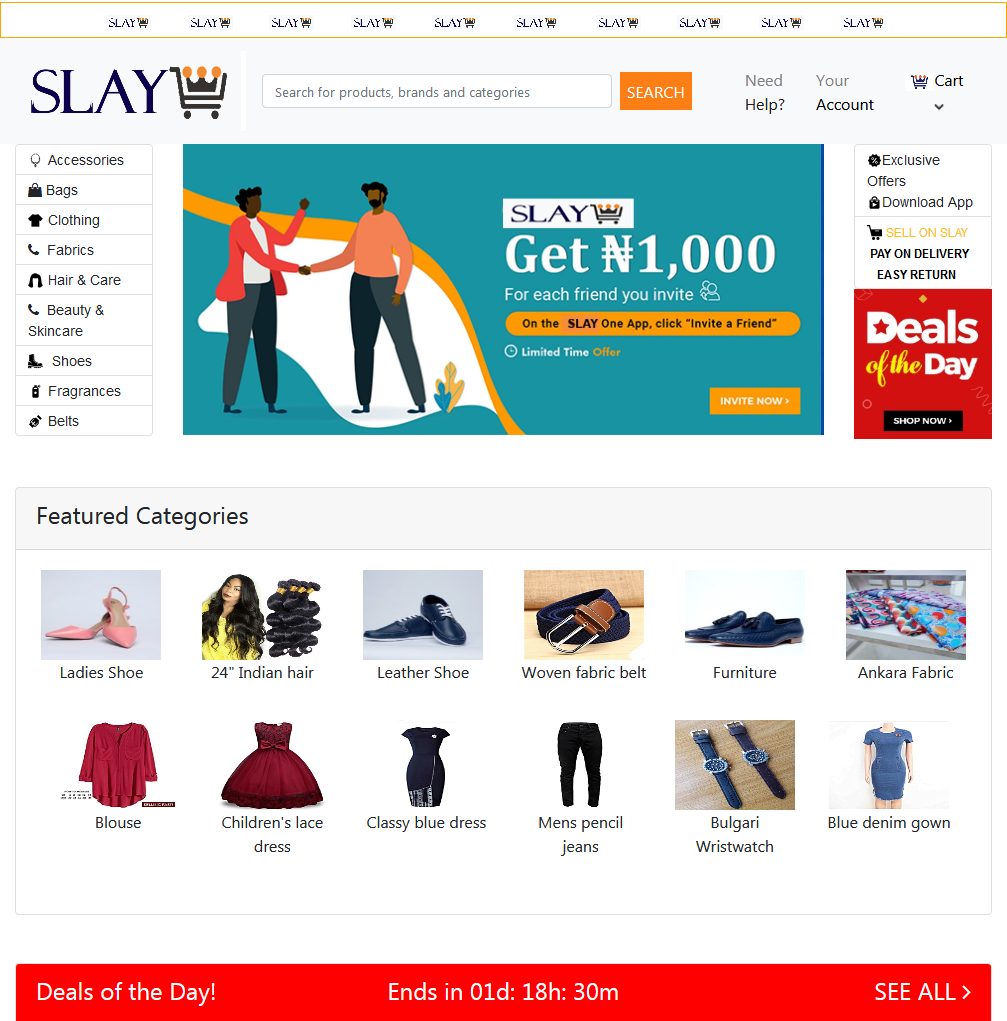 SLAY SLAY SLAY SLAY SLAY SLAY SLAY SLAY SLAY SLAY
SLAY
Search for products, brands and categories
SEARCH
Need
Help?
Your
Account
Cart
Accessories
Bags
Clothing
Fabrics
Hair & Care
Beauty &
Skincare
Shoes
Fragrances
Belts
SLAY
Get ₦1,000
For each friend you invite
On the SLAY One App, click “Invite a Friend”
Limited Time Offer
INVITE NOW ›
Exclusive
Offers
Download App
SELL ON SLAY
PAY ON DELIVERY
EASY RETURN
Deals
of the Day
SHOP NOW ›
Featured Categories
Ladies Shoe
24" Indian hair
Leather Shoe
Woven fabric belt
Furniture
Ankara Fabric
Blouse
Children's lace
dress
Classy blue dress
Mens pencil
jeans
Bulgari
Wristwatch
Blue denim gown
Deals of the Day!
Ends in 01d: 18h: 30m
SEE ALL ›